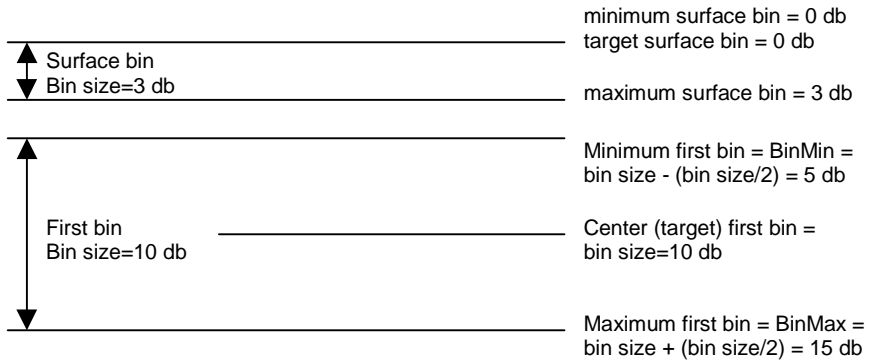 minimum surface bin = 0 db
target surface bin = 0 db
Surface bin
Bin size=3 db
maximum surface bin = 3 db
Minimum first bin = BinMin =
bin size - (bin size/2) = 5 db
First bin
Bin size=10 db
Center (target) first bin =
bin size=10 db
Maximum first bin = BinMax =
bin size + (bin size/2) = 15 db